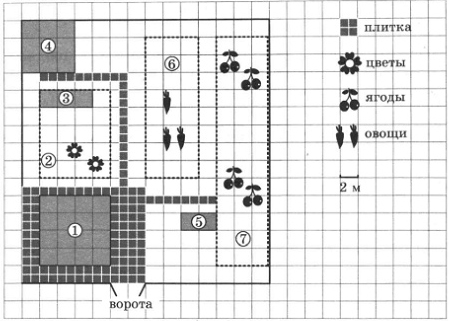 ④
плитка
цветы
③
⑥
ягоды
овощи
②
2 м
①
⑤
⑦
ворота